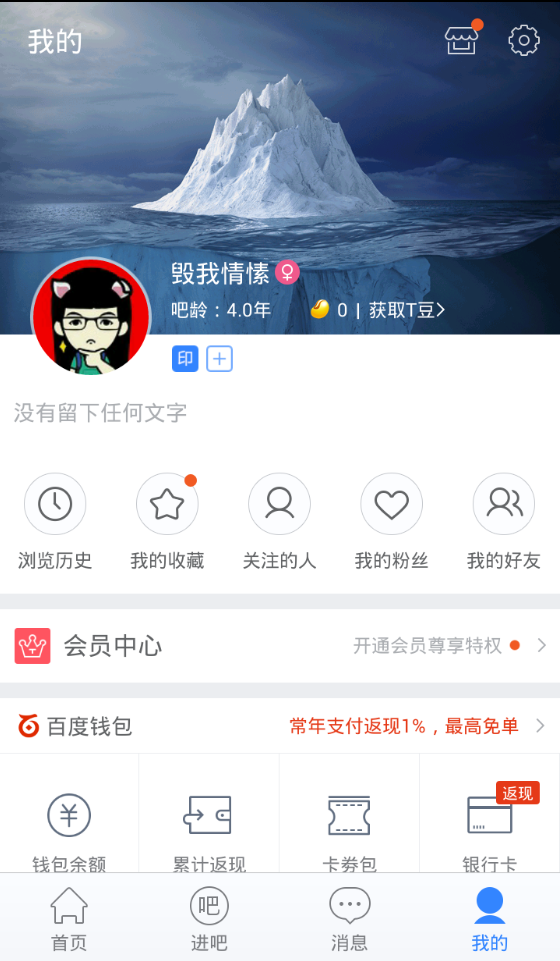 我的
毁我情愫
吧龄：4.0年 0 | 获取T豆>
印
没有留下任何文字
浏览历史 我的收藏 关注的人 我的粉丝 我的好友
会员中心 开通会员尊享特权
百度钱包 常年支付返现1%，最高免单
返现
钱包余额 累计返现 卡券包 银行卡
吧
首页 进吧 消息 我的